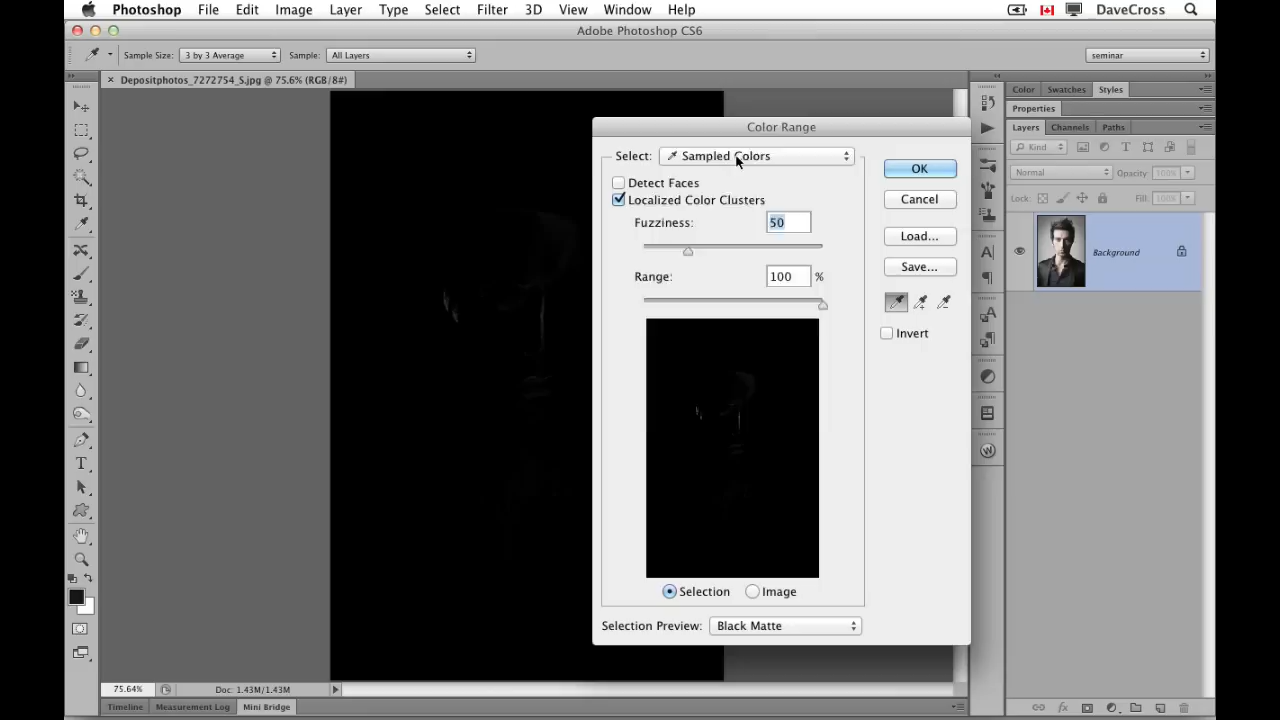 Photoshop File Edit Image Layer Type Select Filter 3D View Window Help DaveCross
Adobe Photoshop CS6
Sample Size: 3 by 3 Average Sample: All Layers seminar
× Depositphotos_7272754_S.jpg @ 75.6% (RGB/8#)
Color Swatches Styles
Properties
Layers Channels Paths
Kind
Normal Opacity: 100%
Lock: Fill: 100%
Background
Color Range
Select: Sampled Colors
Detect Faces
Localized Color Clusters
Fuzziness: 50
Range: 100 %
OK
Cancel
Load...
Save...
Invert
Selection Image
Selection Preview: Black Matte
75.64% Doc: 1.43M/1.43M
Timeline Measurement Log Mini Bridge